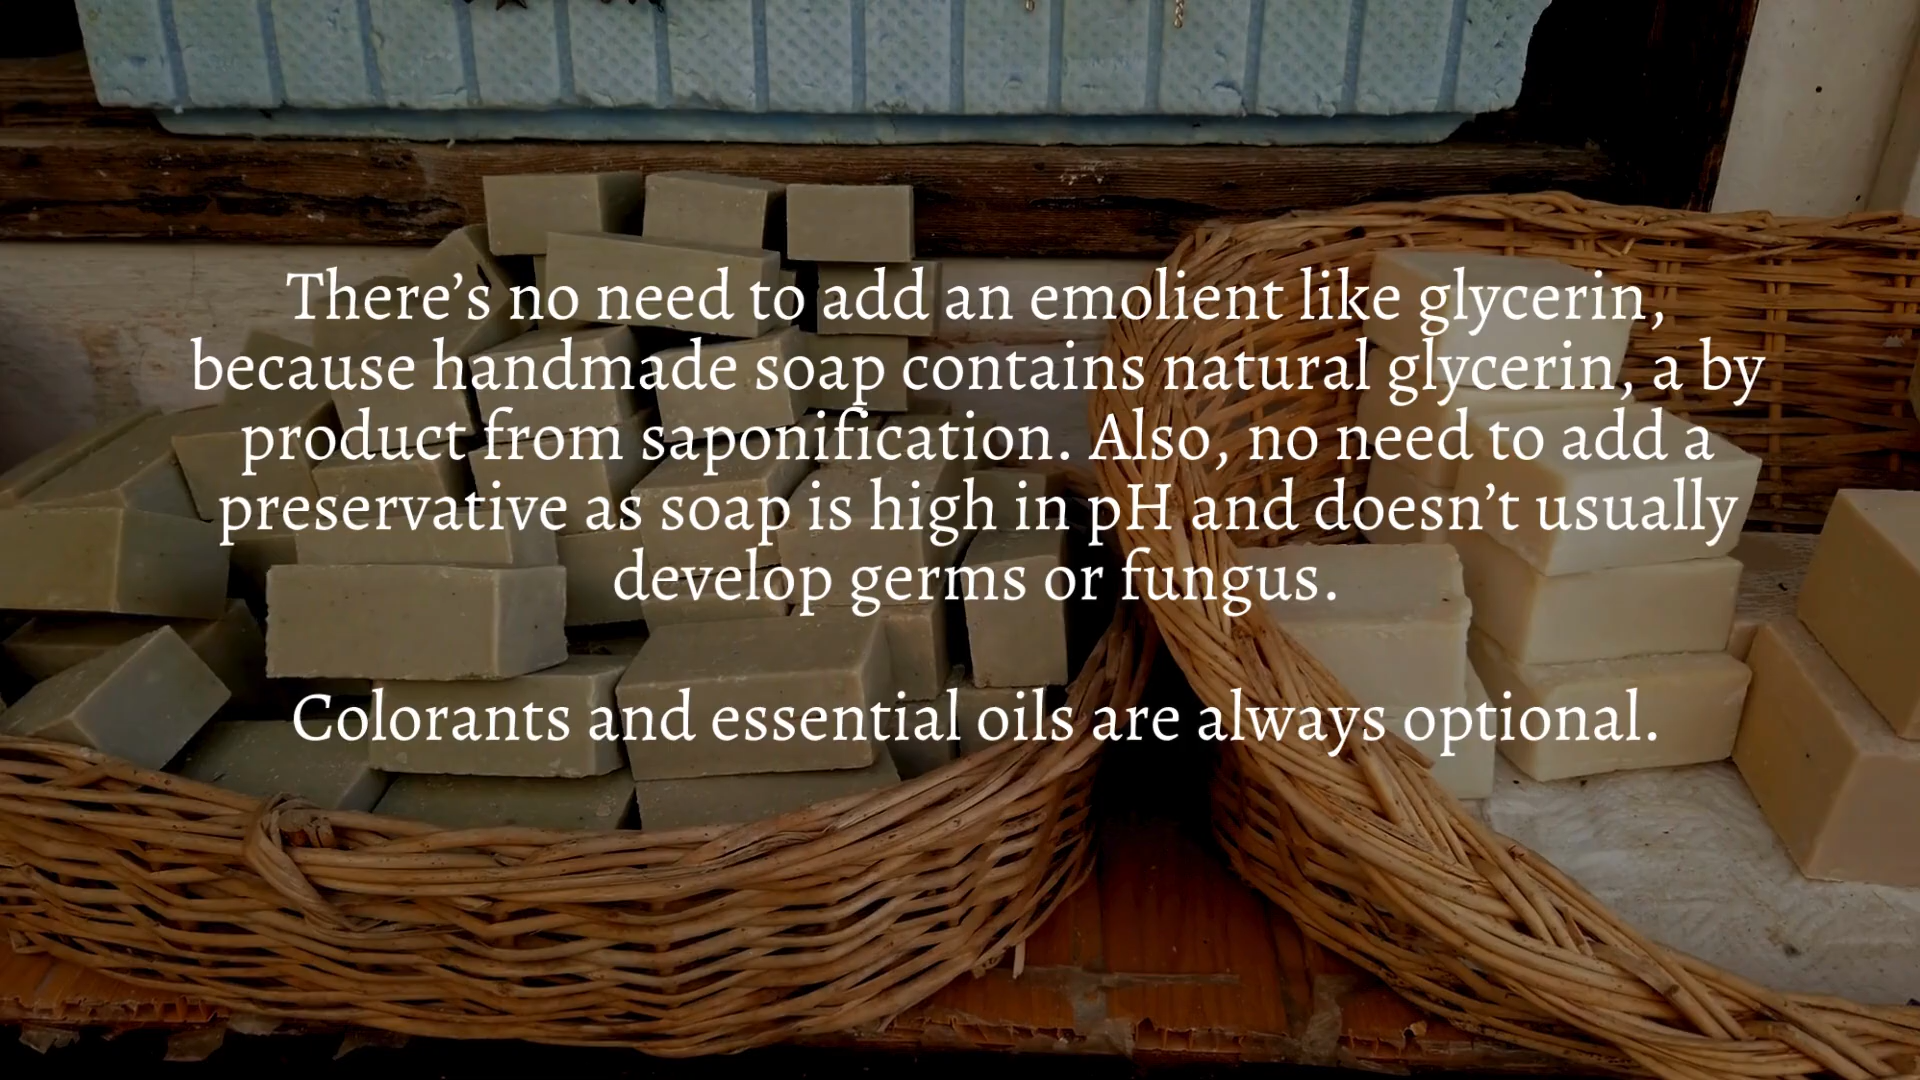 There’s no need to add an emolient like glycerin,
because handmade soap contains natural glycerin, a by
product from saponification. Also, no need to add a
preservative as soap is high in pH and doesn’t usually
develop germs or fungus.
Colorants and essential oils are always optional.